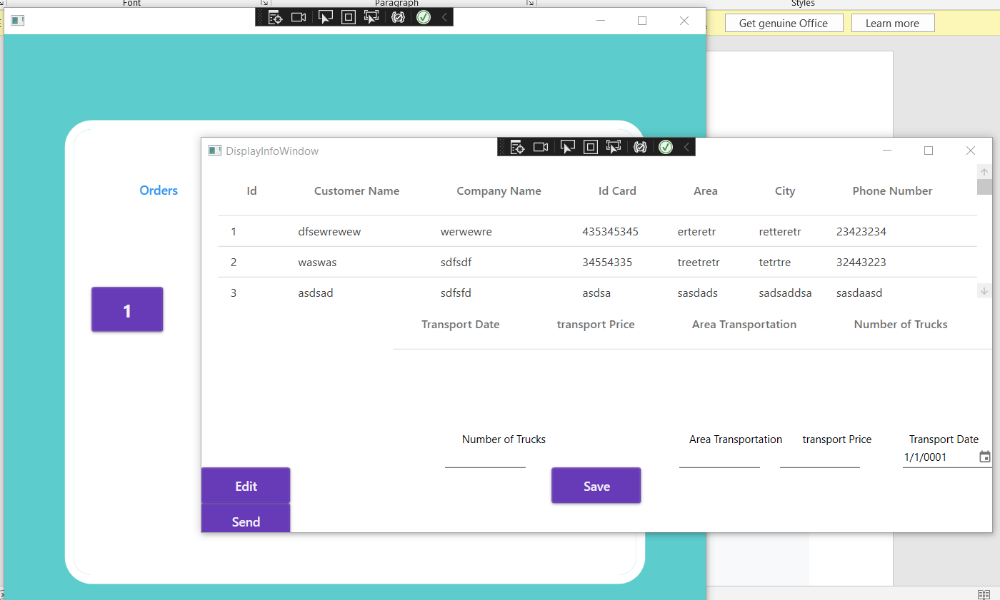 Font Paragraph Styles
Get genuine Office Learn more
DisplayInfoWindow
Orders
Id Customer Name Company Name Id Card Area City Phone Number
1 dfsewrewew werwewre 435345345 erteretr retteretr 23423234
2 waswas sdfsdf 34554335 treetretr tetrtre 32443223
3 asdsad sdfsfd asdsa sasdads sadsaddsa sasdaasd
1
Transport Date transport Price Area Transportation Number of Trucks
Number of Trucks Area Transportation transport Price Transport Date
1/1/0001
Edit Save
Send